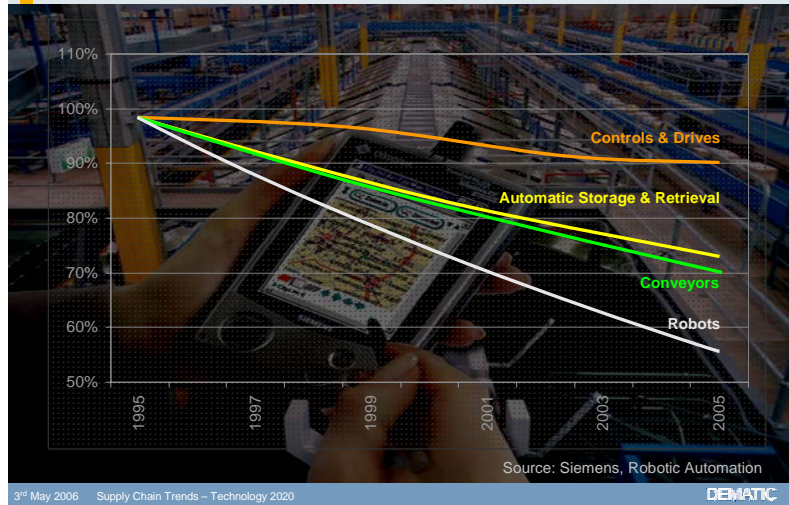 110%
100%
90%
80%
70%
60%
50%
Controls & Drives
Automatic Storage & Retrieval
Conveyors
Robots
1995
1997
1999
2001
2003
2005
SIEMENS
Source: Siemens, Robotic Automation
3rd May 2006 Supply Chain Trends – Technology 2020
DEMATIC